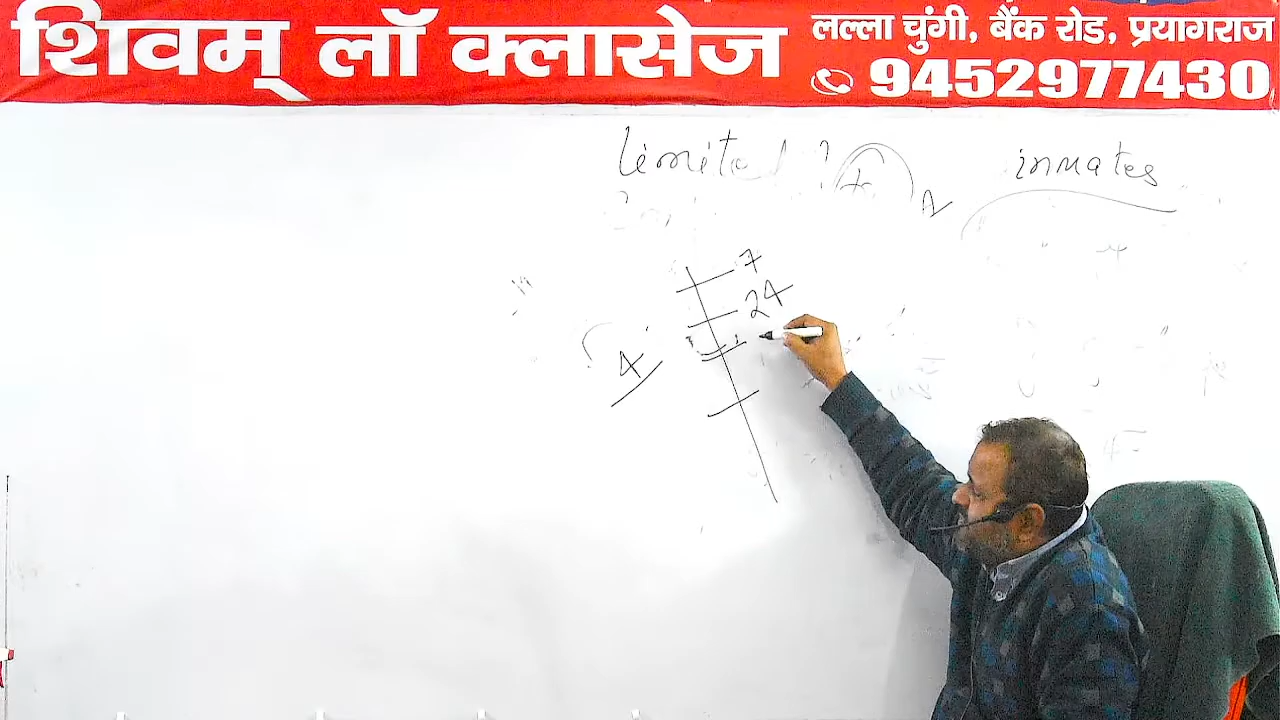 शिवम् लॉ क्लासेज
लल्ला चुंगी, बैंक रोड, प्रयागराज
9452977430
inmates
7
24
4